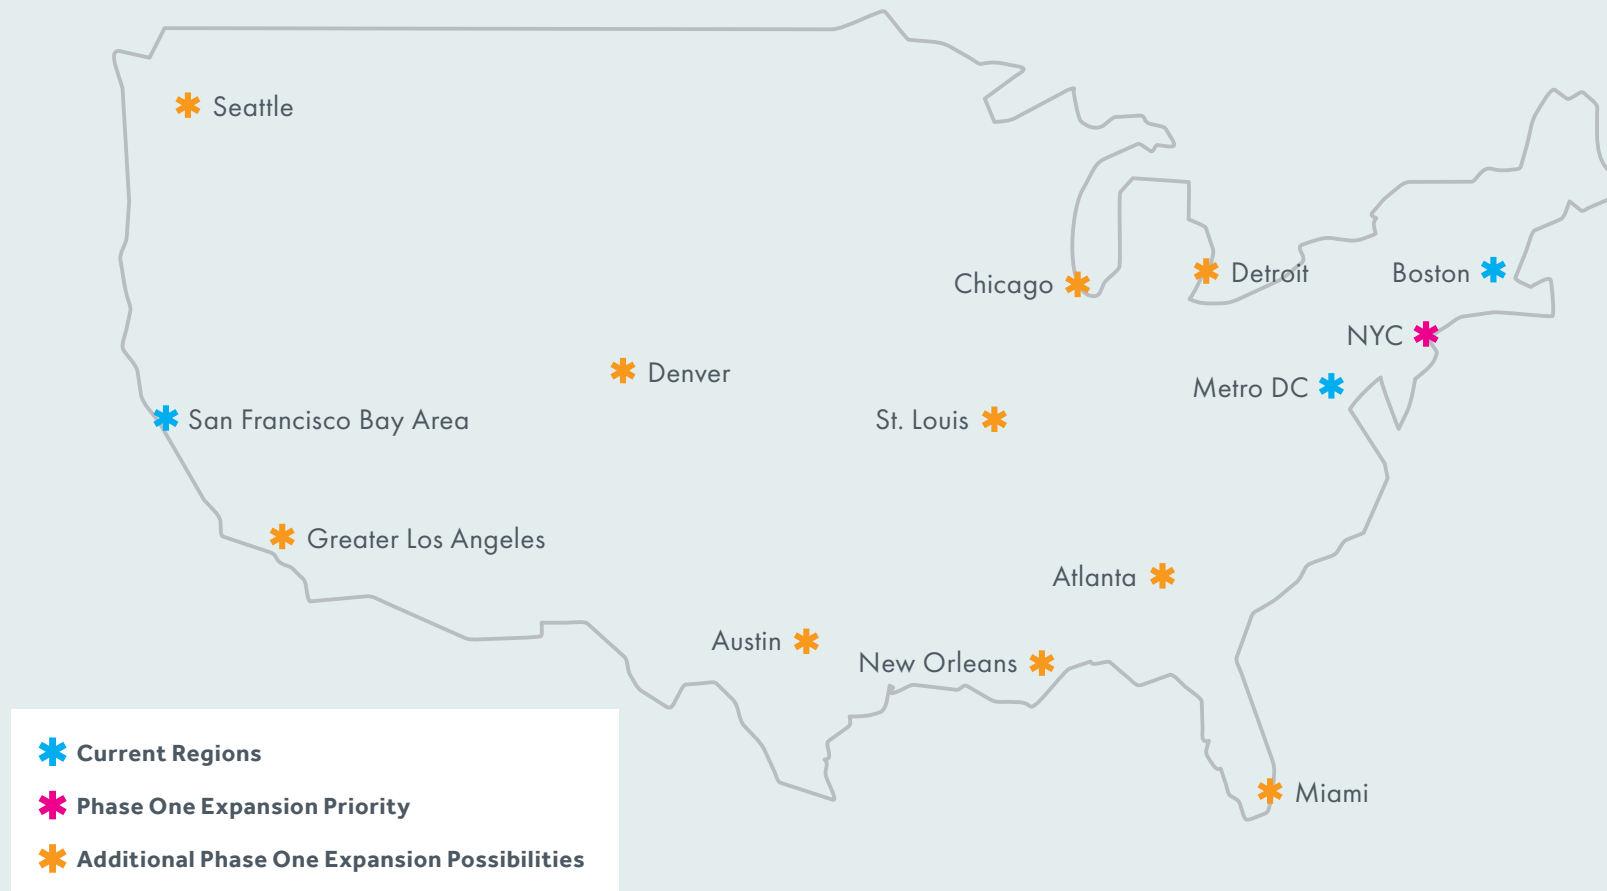 Seattle
Chicago
Detroit
Boston
NYC
Denver
Metro DC
San Francisco Bay Area
St. Louis
Greater Los Angeles
Atlanta
Austin
New Orleans
Miami
Current Regions
Phase One Expansion Priority
Additional Phase One Expansion Possibilities